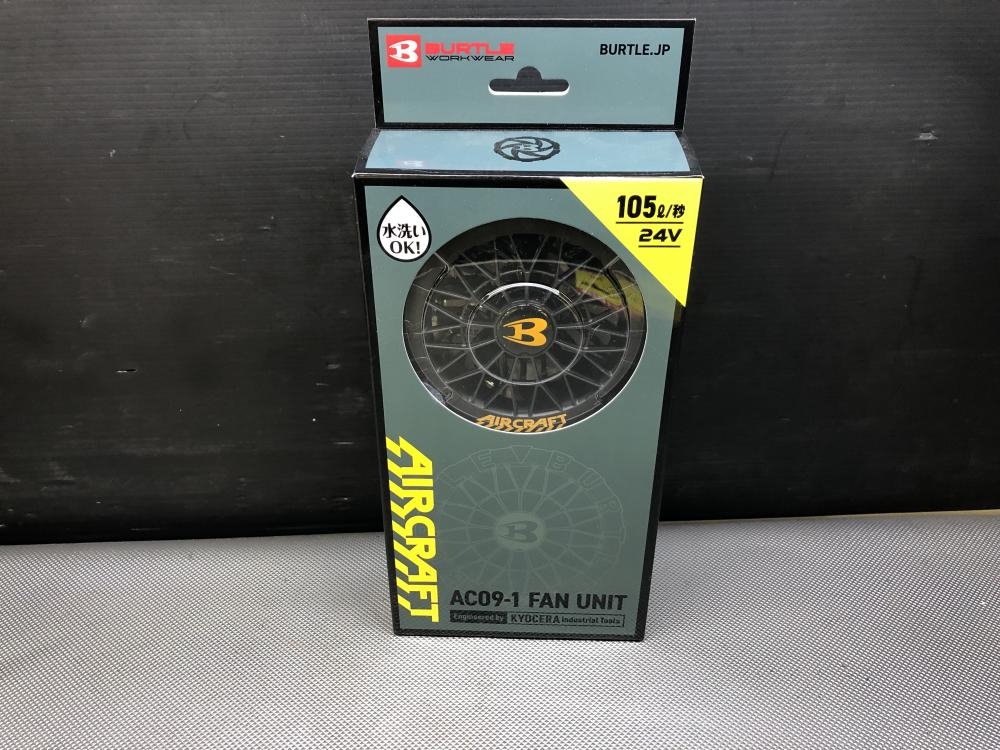 B BURTLE
WORKWEAR
BURTLE.JP
B
105ℓ/秒
24V
水洗い
OK!
B
AIRCRAFT
AIRCRAFT
B
AC09-1 FAN UNIT
Engineered by KYOCERA Industrial Tools